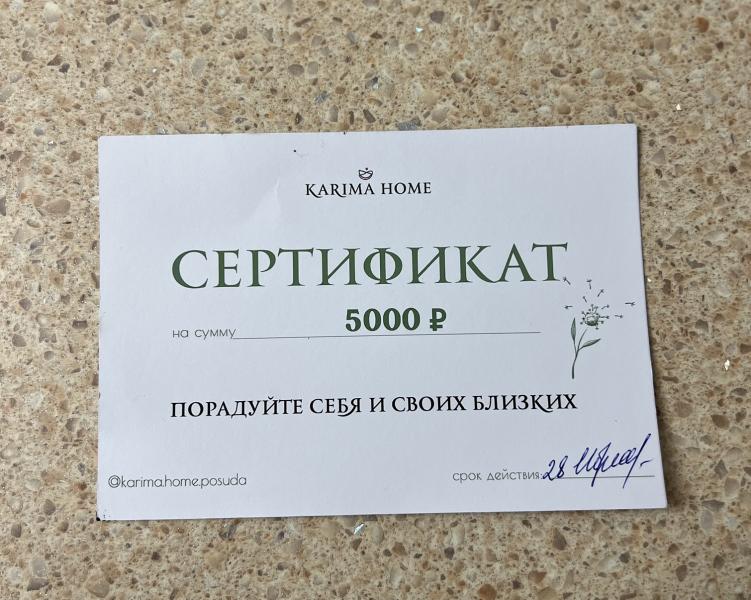 KARIMA HOME
СЕРТИФИКАТ
на сумму 5000 ₽
ПОРАДУЙТЕ СЕБЯ И СВОИХ БЛИЗКИХ
@karima.home.posuda
срок действия: 28